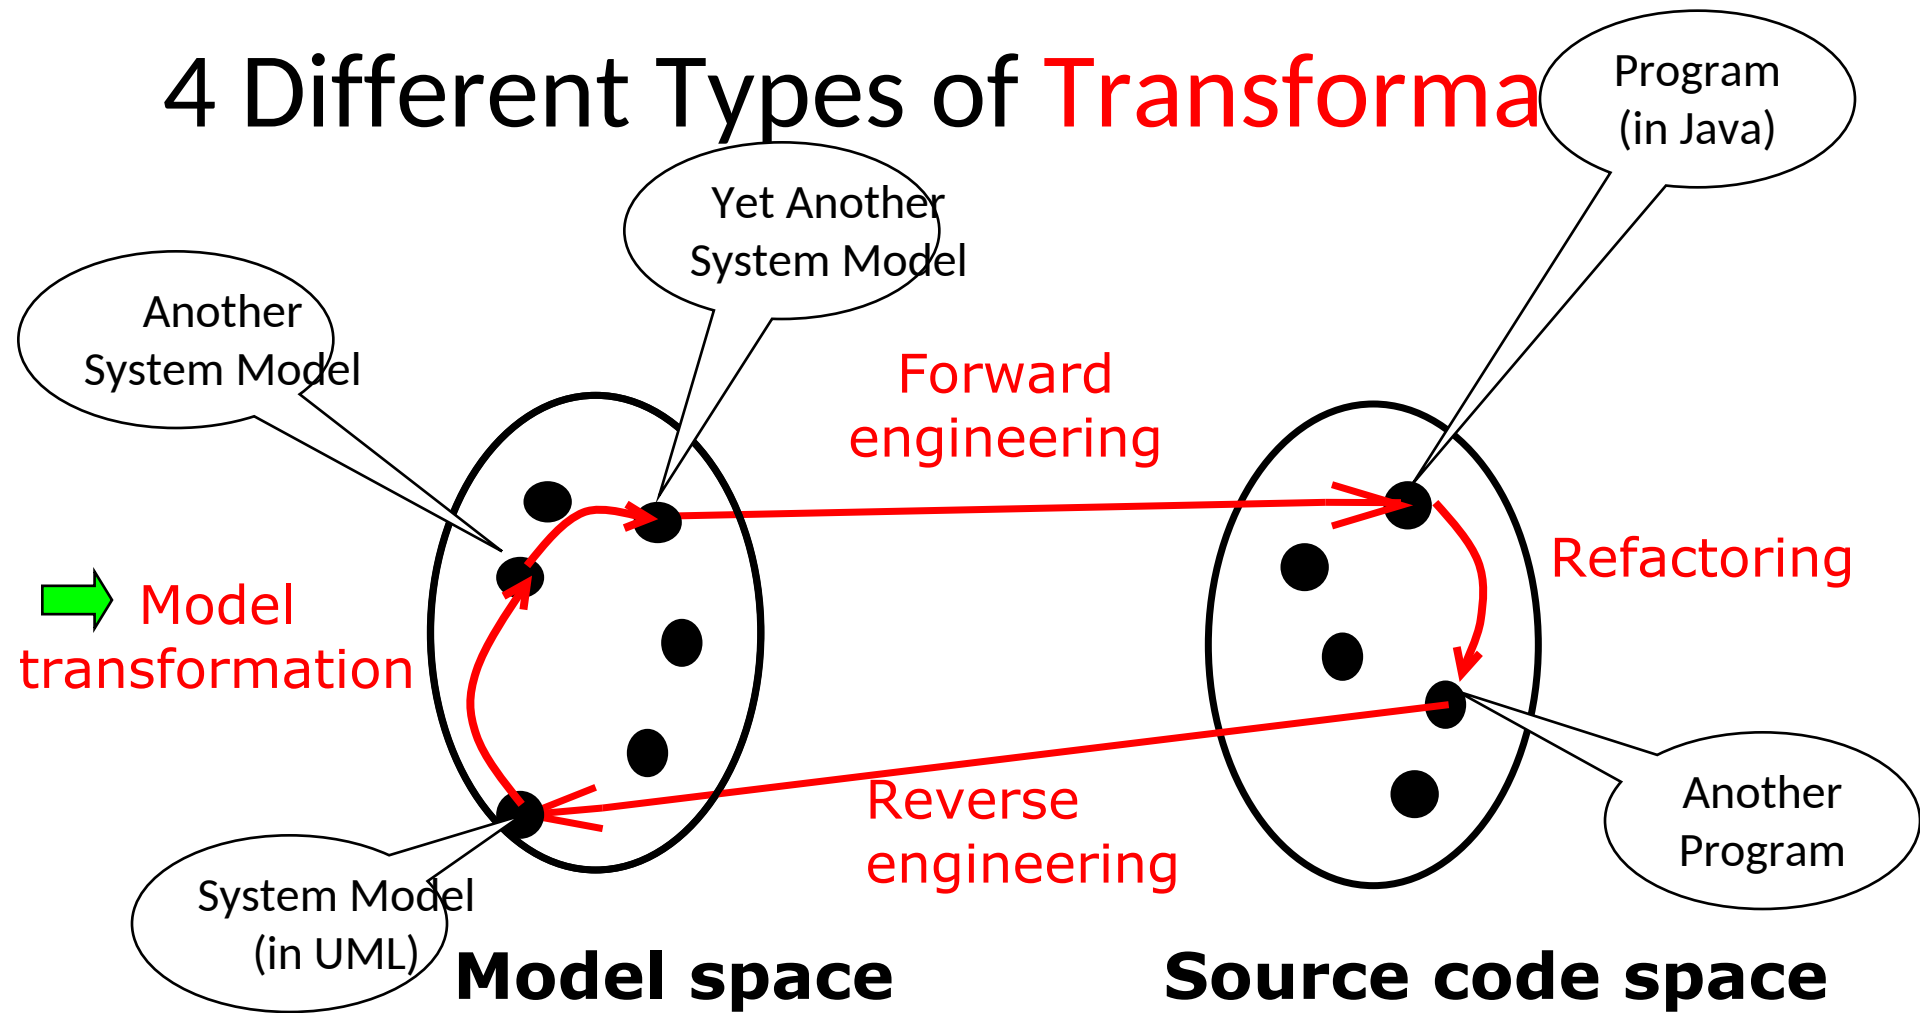 4 Different Types of Transforma
Program
(in Java)
Yet Another
System Model
Another
System Model
Forward
engineering
Refactoring
Model
transformation
Reverse
engineering
Another
Program
System Model
(in UML)
Model space
Source code space